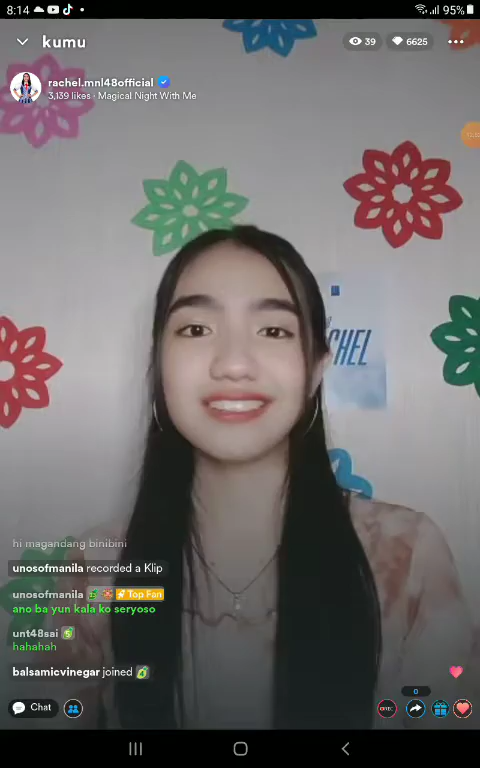 8:14
95%
kumu
39
6625
rachel.mnl48official
3,139 likes · Magical Night With Me
CHEL
hi magandang binibini
unosofmanila recorded a Klip
unosofmanila Top Fan
ano ba yun kala ko seryoso
unt48sai
hahahah
balsamicvinegar joined
0
Chat
REC